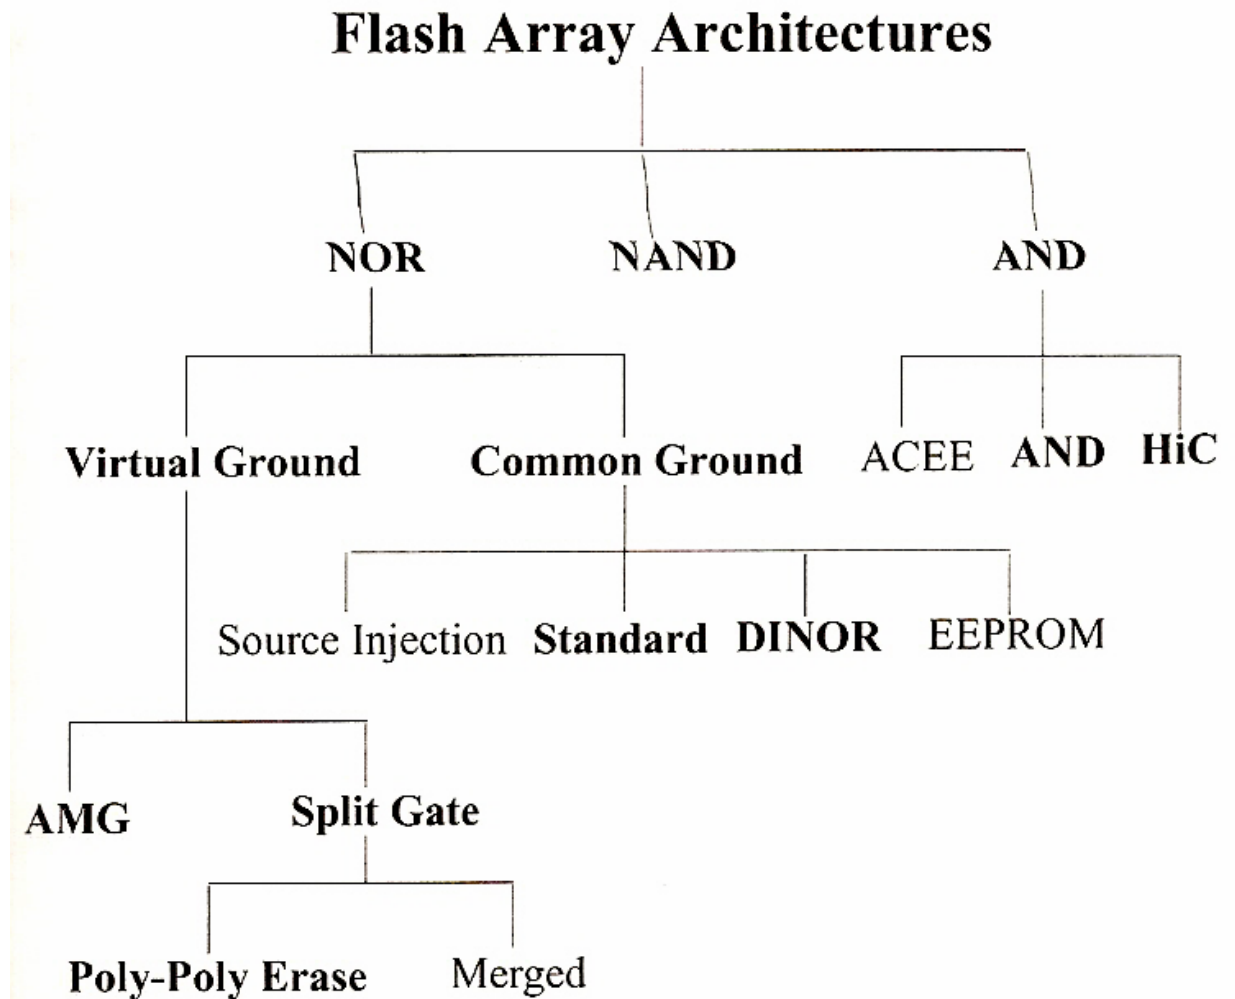 Flash Array Architectures
NOR NAND AND
Virtual Ground Common Ground ACEE AND HiC
Source Injection Standard DINOR EEPROM
AMG Split Gate
Poly-Poly Erase Merged